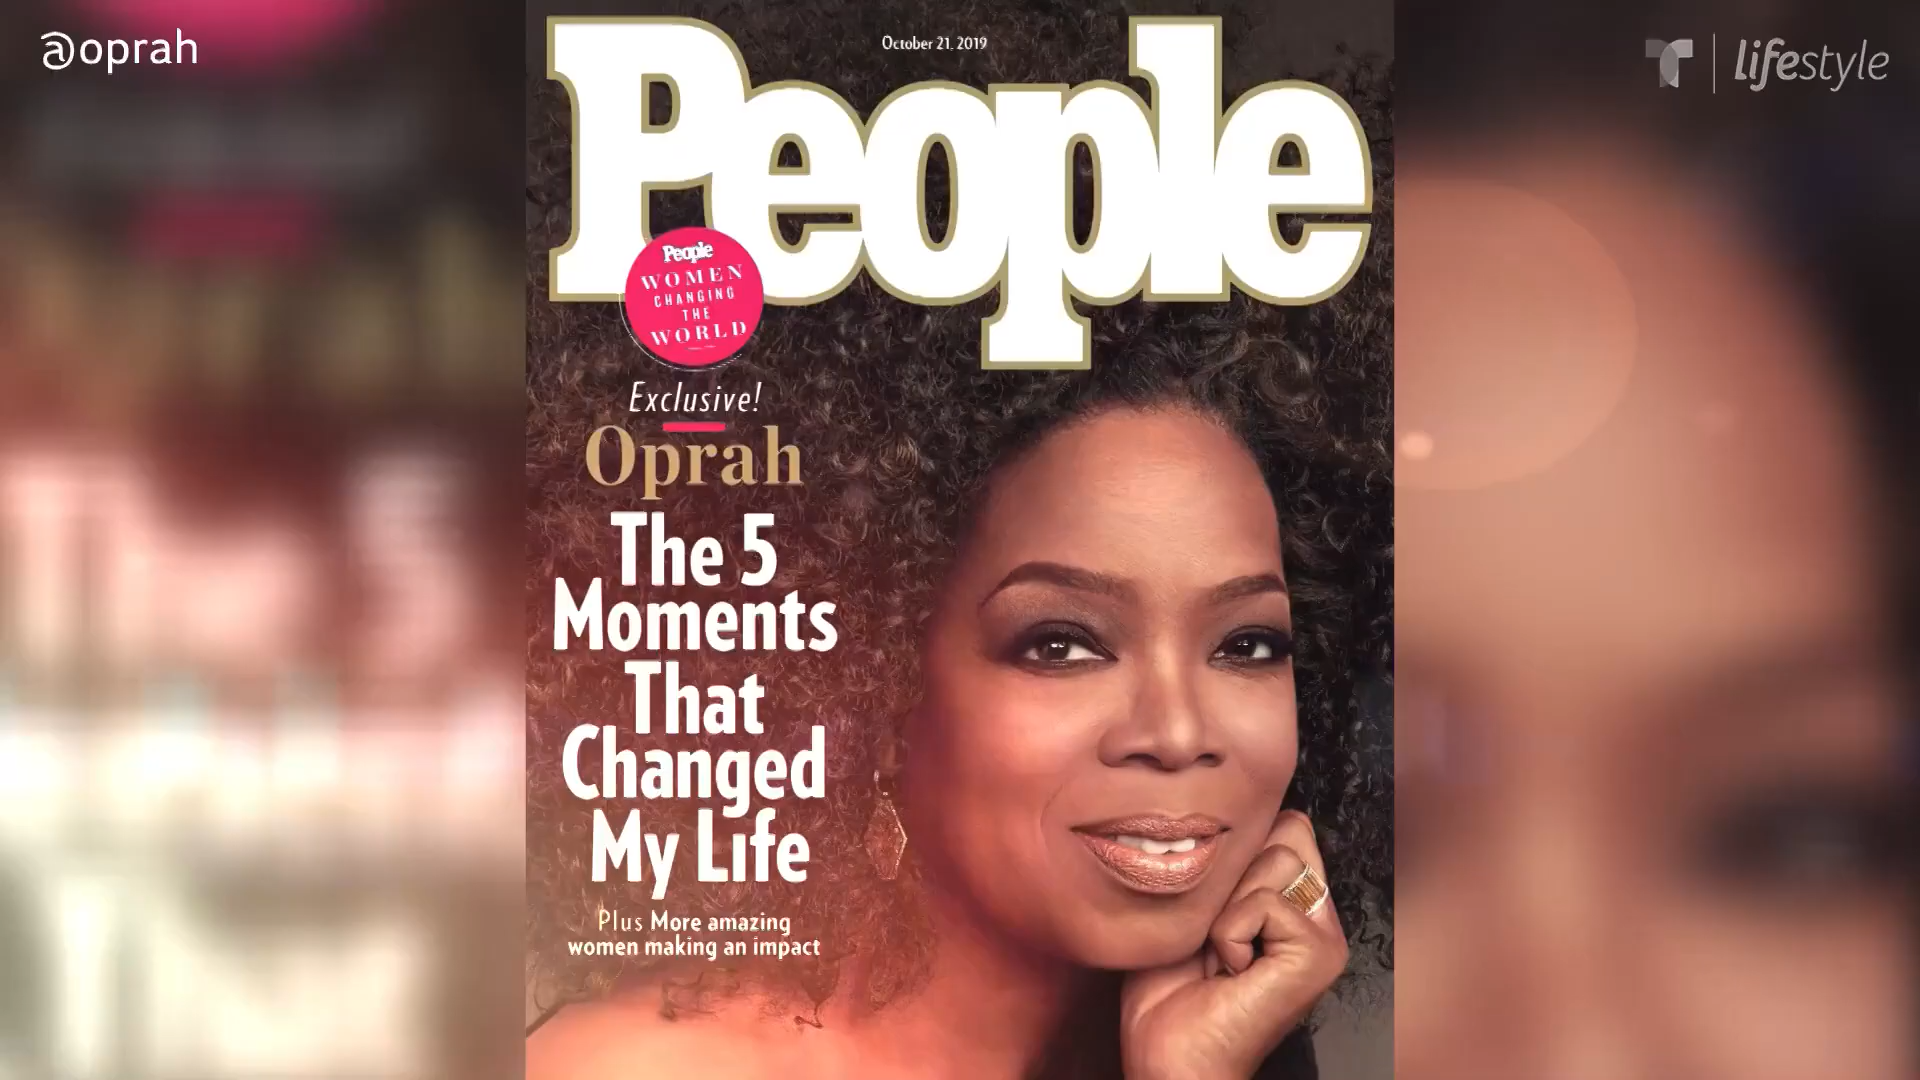 @oprah
lifestyle
October 21, 2019
People
People
WOMEN
CHANGING
THE
WORLD
Exclusive!
Oprah
The 5
Moments
That
Changed
My Life
Plus More amazing
women making an impact